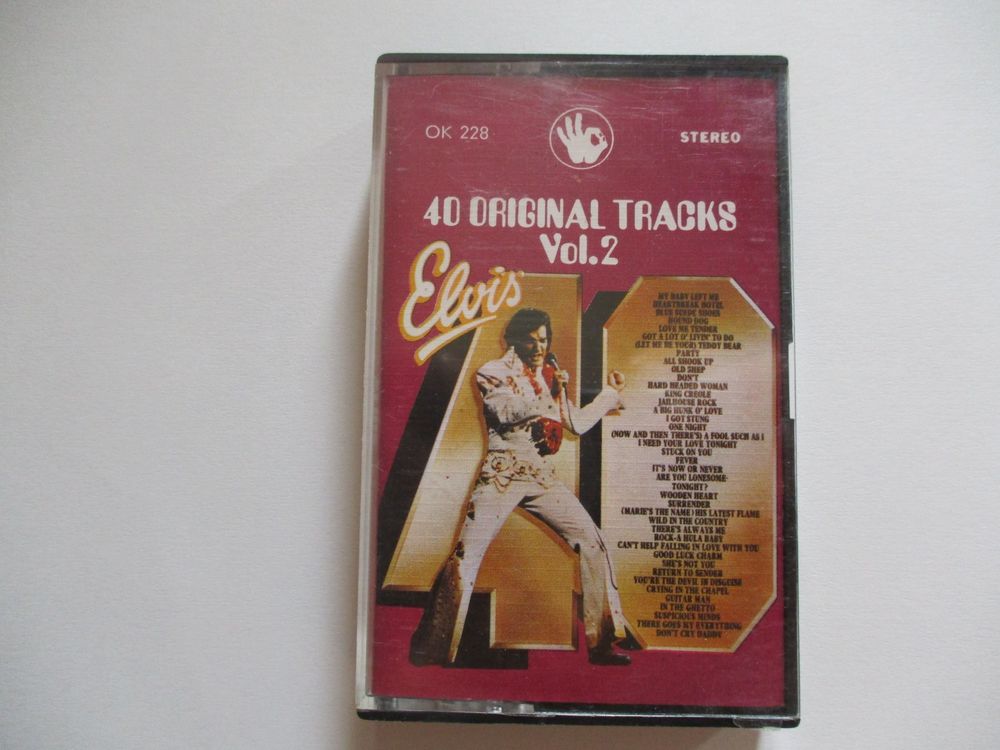 OK 228
STEREO
40 ORIGINAL TRACKS
Vol. 2
Elvis
40
MY BABY LEFT ME
HEARTBREAK HOTEL
BLUE SUEDE SHOES
HOUND DOG
LOVE ME TENDER
GOT A LOT O' LIVIN' TO DO
(LET ME BE YOUR) TEDDY BEAR
PARTY
ALL SHOOK UP
OLD SHEP
DON'T
HARD HEADED WOMAN
KING CREOLE
JAILHOUSE ROCK
A BIG HUNK O' LOVE
I GOT STUNG
ONE NIGHT
(NOW AND THEN THERE'S) A FOOL SUCH AS I
I NEED YOUR LOVE TONIGHT
STUCK ON YOU
FEVER
IT'S NOW OR NEVER
ARE YOU LONESOME
TONIGHT?
WOODEN HEART
SURRENDER
(MARIE'S THE NAME) HIS LATEST FLAME
WILD IN THE COUNTRY
THERE'S ALWAYS ME
ROCK-A HULA BABY
CAN'T HELP FALLING IN LOVE WITH YOU
GOOD LUCK CHARM
SHE'S NOT YOU
RETURN TO SENDER
YOU'RE THE DEVIL IN DISGUISE
CRYING IN THE CHAPEL
GUITAR MAN
IN THE GHETTO
SUSPICIOUS MINDS
THERE GOES MY EVERYTHING
DON'T CRY DADDY